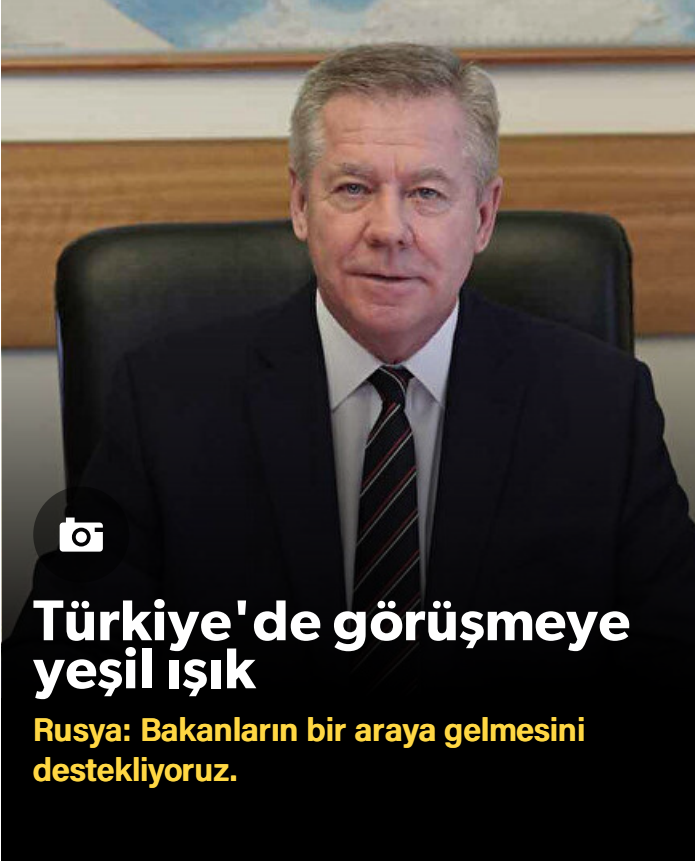 Türkiye'de görüşmeye
yeşil ışık
Rusya: Bakanların bir araya gelmesini
destekliyoruz.